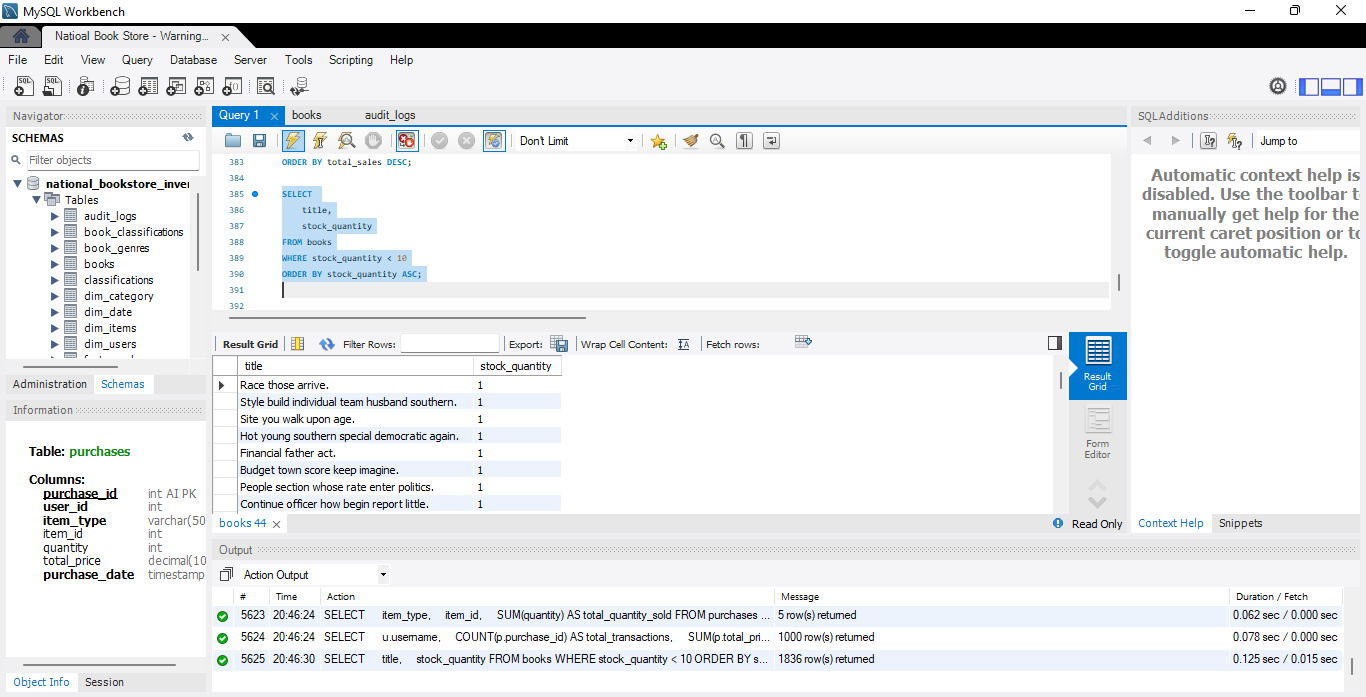 MySQL Workbench
Natioal Book Store - Warning...
File Edit View Query Database Server Tools Scripting Help
Navigator
SCHEMAS
Filter objects
national_bookstore_inver
Tables
audit_logs
book_classifications
book_genres
books
classifications
dim_category
dim_date
dim_items
dim_users
Administration Schemas
Information
Table: purchases
Columns:
purchase_id int AI PK
user_id int
item_type varchar(50
item_id int
quantity int
total_price decimal(10
purchase_date timestamp
Object Info Session
Query 1 books audit_logs
Don't Limit
383 ORDER BY total_sales DESC;
384
385 SELECT
386 title,
387 stock_quantity
388 FROM books
389 WHERE stock_quantity < 10
390 ORDER BY stock_quantity ASC;
391
392
Result Grid Filter Rows: Export: Wrap Cell Content: Fetch rows:
title stock_quantity
Race those arrive. 1
Style build individual team husband southern. 1
Site you walk upon age. 1
Hot young southern special democratic again. 1
Financial father act. 1
Budget town score keep imagine. 1
People section whose rate enter politics. 1
Continue officer how begin report little. 1
Result
Grid
Form
Editor
books 44
Read Only
SQLAdditions
Jump to
Automatic context help is
disabled. Use the toolbar t
manually get help for the
current caret position or to
toggle automatic help.
Context Help Snippets
Output
Action Output
# Time Action Message Duration / Fetch
5623 20:46:24 SELECT item_type, item_id, SUM(quantity) AS total_quantity_sold FROM purchases ... 5 row(s) returned 0.062 sec / 0.000 sec
5624 20:46:24 SELECT u.username, COUNT(p.purchase_id) AS total_transactions, SUM(p.total_pri... 1000 row(s) returned 0.078 sec / 0.000 sec
5625 20:46:30 SELECT title, stock_quantity FROM books WHERE stock_quantity < 10 ORDER BY s... 1836 row(s) returned 0.125 sec / 0.015 sec